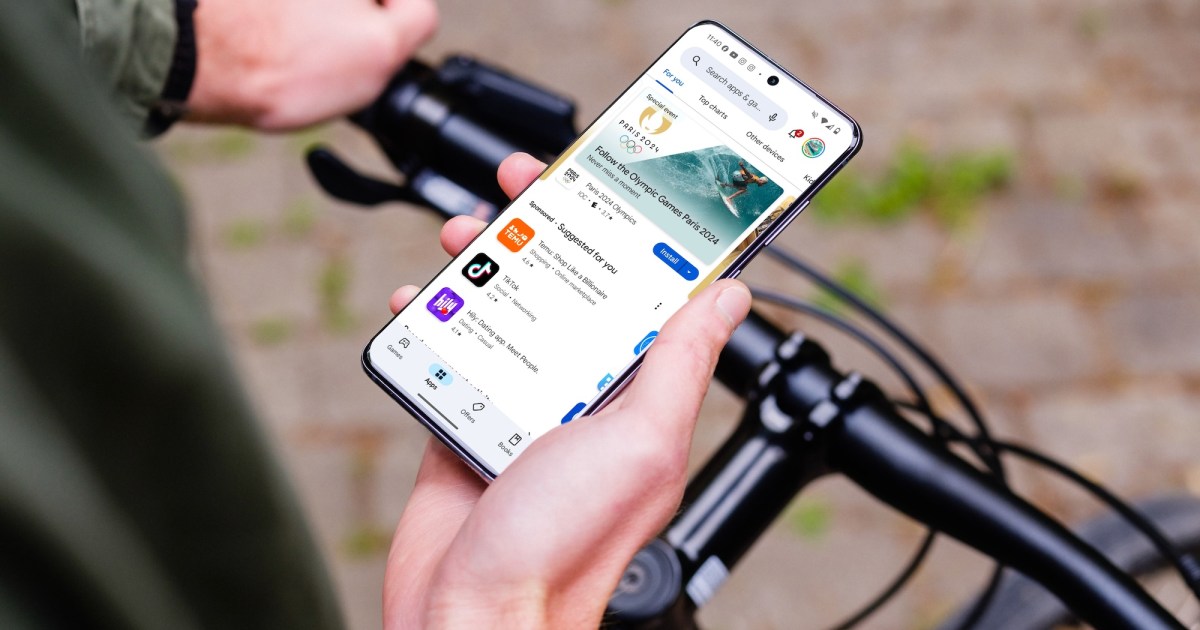 11:40
Search apps & ga...
For you
Top charts
Other devices
Special event
PARIS 2024
Follow the Olympic Games Paris 2024
Never miss a moment
Paris 2024 Olympics
IOC
3.7★
Install
Sponsored • Suggested for you
TEMU
Temu: Shop Like a Billionaire
Shopping • Online marketplace
4.6★
TikTok
Social • Networking
4.2★
hily
Hily: Dating app. Meet People.
Dating • Casual
4.1★
Games
Apps
Offers
Books